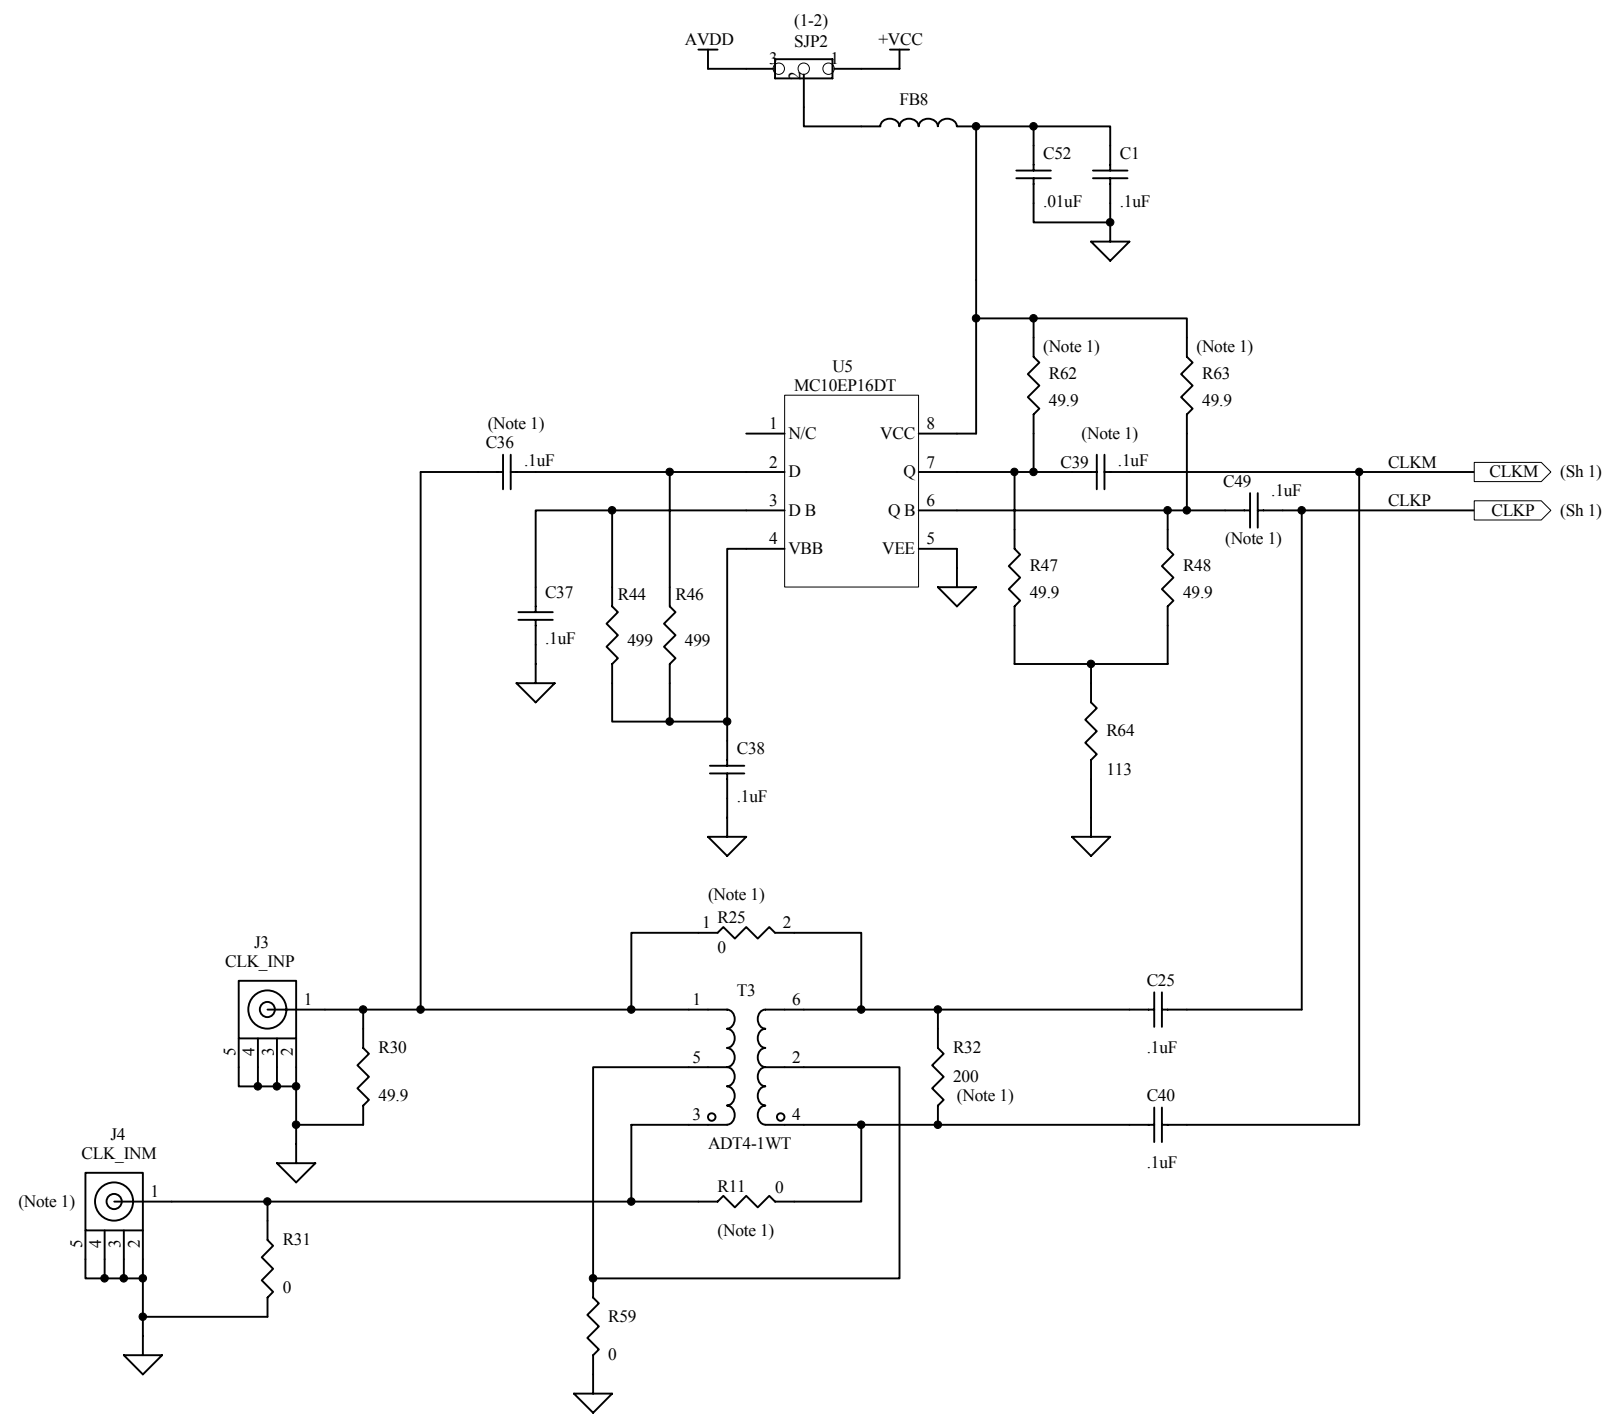 (1-2)
SJP2
AVDD
+VCC
3
2
1
FB8
C52
.01uF
C1
.1uF
U5
MC10EP16DT
1
N/C
2
D
3
D B
4
VBB
VCC
8
Q
7
Q B
6
VEE
5
(Note 1)
C36
.1uF
C37
.1uF
R44
499
R46
499
C38
.1uF
(Note 1)
R62
49.9
(Note 1)
R63
49.9
(Note 1)
C39
.1uF
C49
.1uF
(Note 1)
CLKM
CLKM
(Sh 1)
CLKP
CLKP
(Sh 1)
R47
49.9
R48
49.9
R64
113
(Note 1)
1
R25
2
0
J3
CLK_INP
1
5
4
3
2
R30
49.9
T3
1
5
3
6
2
4
ADT4-1WT
R32
200
(Note 1)
C25
.1uF
C40
.1uF
J4
CLK_INM
(Note 1)
1
5
4
3
2
R31
0
R11
0
(Note 1)
R59
0